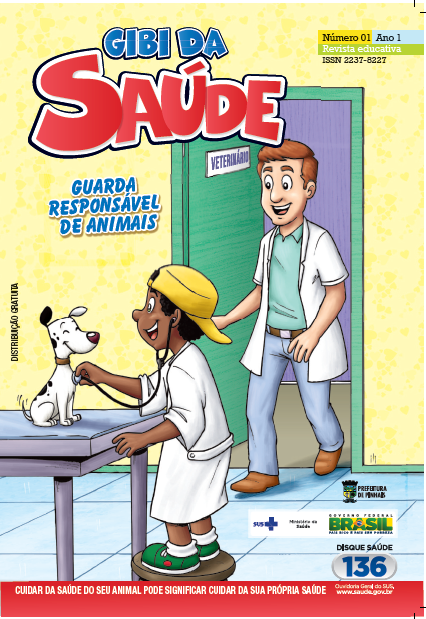 GIBI DA
SAÚDE
Número 01 Ano 1
Revista educativa
ISSN 2237-8227
GUARDA
RESPONSÁVEL
DE ANIMAIS
VETERINÁRIO
DISTRIBUIÇÃO GRATUITA
PREFEITURA
DE PINHAIS
SUS
Ministério da
Saúde
GOVERNO FEDERAL
BRASIL
PAÍS RICO É PAÍS SEM POBREZA
DISQUE SAÚDE
136
Ouvidoria Geral do SUS.
www.saude.gov.br
CUIDAR DA SAÚDE DO SEU ANIMAL PODE SIGNIFICAR CUIDAR DA SUA PRÓPRIA SAÚDE